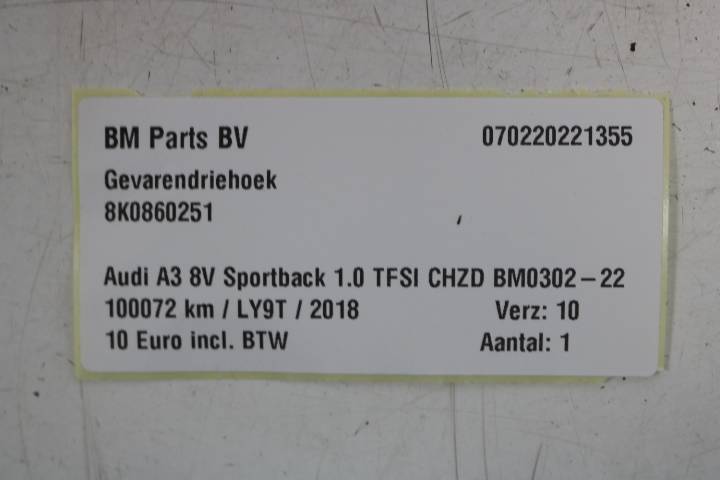 BM Parts BV 070220221355
Gevarendriehoek
8K0860251
Audi A3 8V Sportback 1.0 TFSI CHZD BM0302-22
100072 km / LY9T / 2018 Verz: 10
10 Euro incl. BTW Aantal: 1